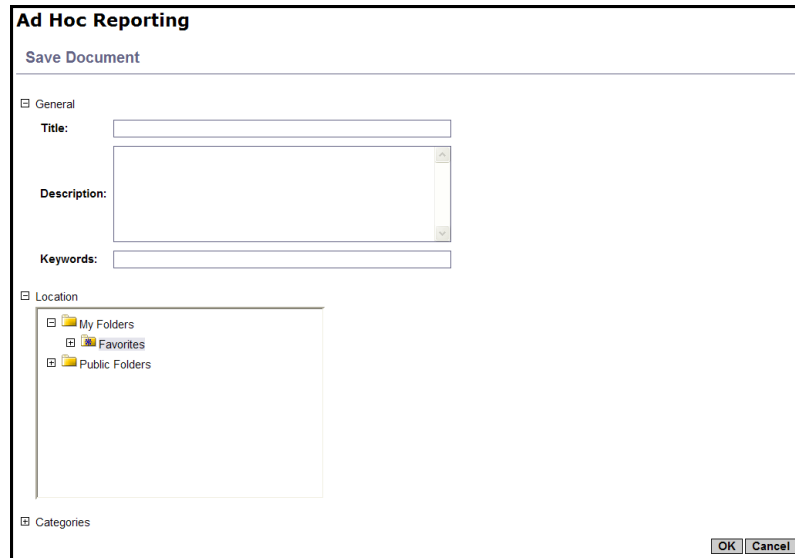 Ad Hoc Reporting
Save Document
General
Title:
Description:
Keywords:
Location
My Folders
Favorites
Public Folders
Categories
OK Cancel